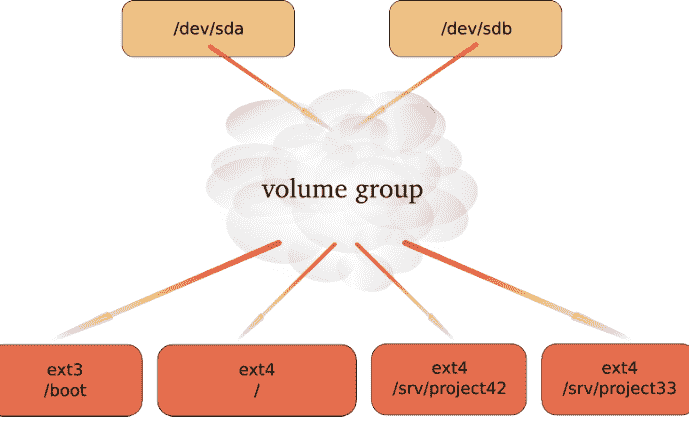 /dev/sda
/dev/sdb
volume group
ext3
/boot
ext4
/
ext4
/srv/project42
ext4
/srv/project33